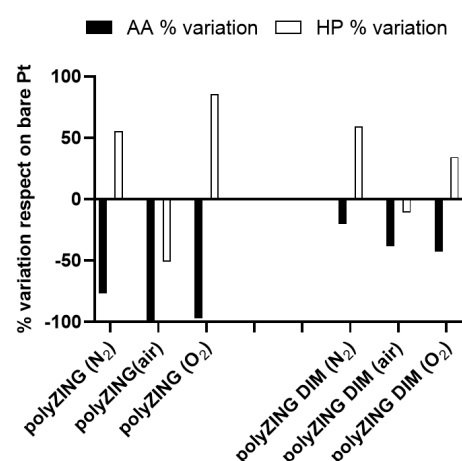 AA % variation HP % variation
% variation respect on bare Pt
100
50
0
-50
-100
polyZING (N₂)
polyZING(air)
polyZING (O₂)
polyZING DIM (N₂)
polyZING DIM (air)
polyZING DIM (O₂)